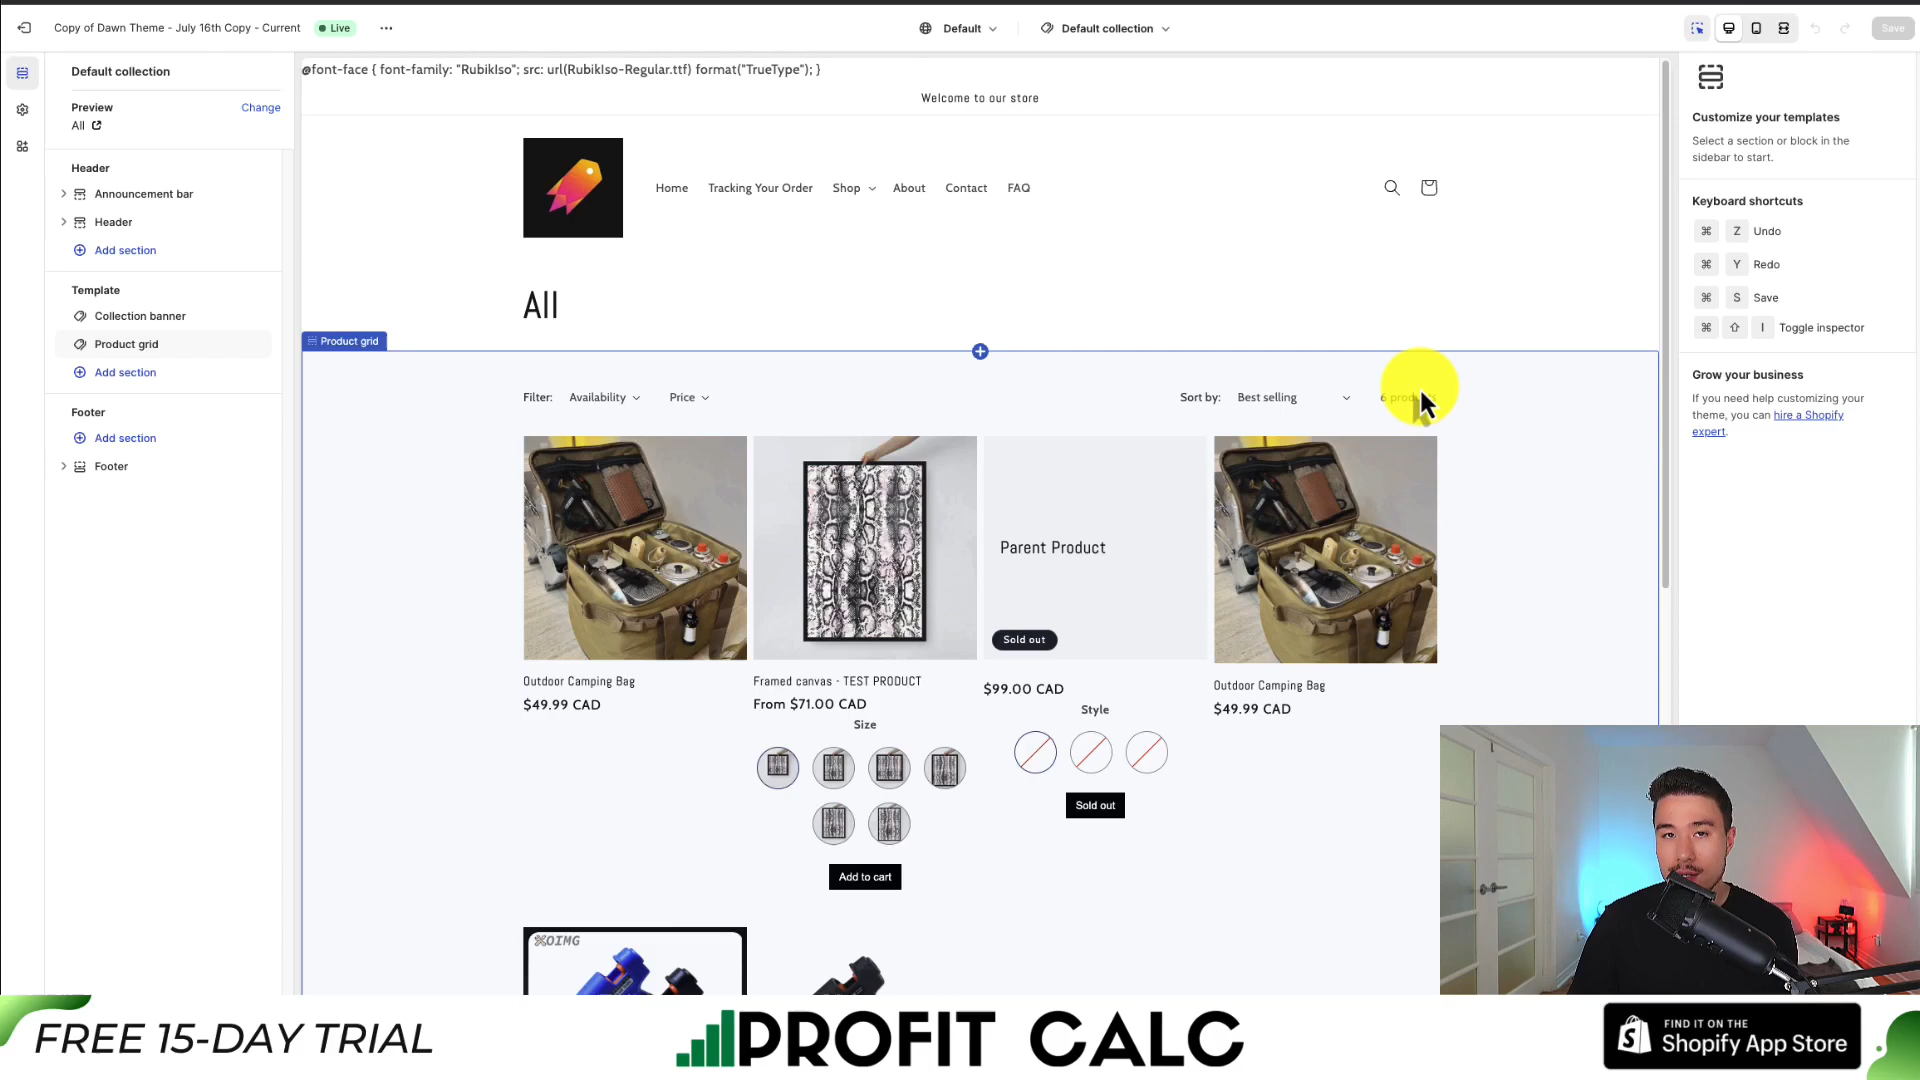 Copy of Dawn Theme - July 16th Copy - Current
Live
Default
Default collection
Save
Default collection
Preview
Change
All
Header
Announcement bar
Header
Add section
Template
Collection banner
Product grid
Add section
Footer
Add section
Footer
@font-face { font-family: "RubikIso"; src: url(RubikIso-Regular.ttf) format("TrueType"); }
Welcome to our store
Home
Tracking Your Order
Shop
About
Contact
FAQ
All
Product grid
Filter:
Availability
Price
Sort by:
Best selling
6
Parent Product
Sold out
Outdoor Camping Bag
$49.99 CAD
Framed canvas - TEST PRODUCT
From $71.00 CAD
Size
Add to cart
$99.00 CAD
Style
Sold out
Outdoor Camping Bag
$49.99 CAD
XOIMG
Customize your templates
Select a section or block in the
sidebar to start.
Keyboard shortcuts
⌘ Z Undo
⌘ Y Redo
⌘ S Save
⌘ ⇧ I Toggle inspector
Grow your business
If you need help customizing your
theme, you can hire a Shopify
expert.
FREE 15-DAY TRIAL
PROFIT CALC
FIND IT ON THE
Shopify App Store